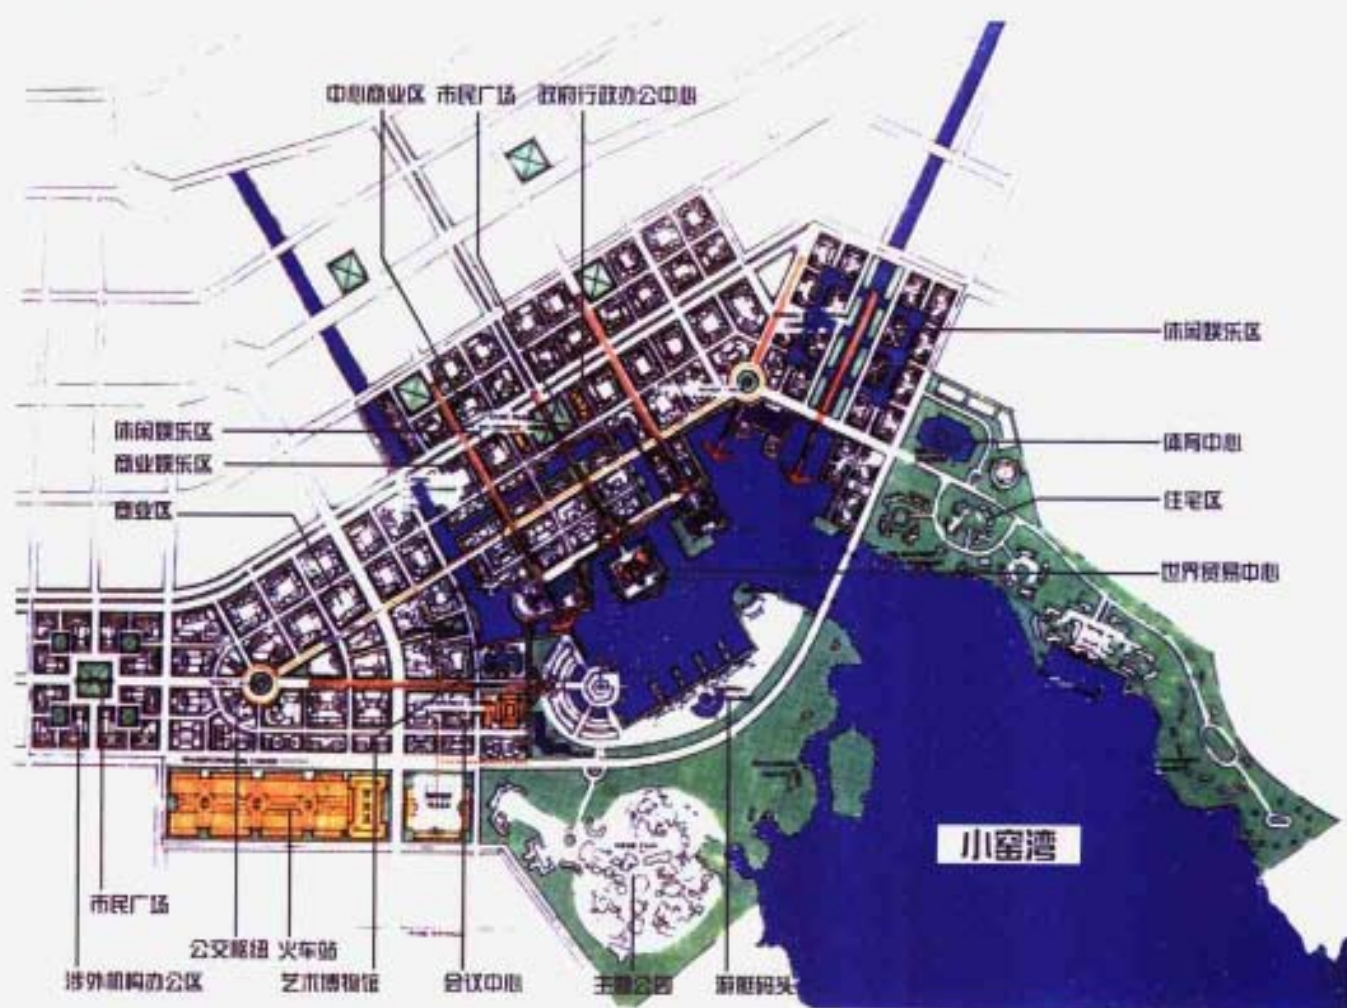 中心商业区 市民广场 政府行政办公中心
休闲娱乐区
休闲娱乐区
体育中心
商业娱乐区
住宅区
商业区
世界贸易中心
小窑湾
市民广场
公交枢纽 火车站
涉外机构办公区 艺术博物馆 会议中心 主题公园 游艇码头